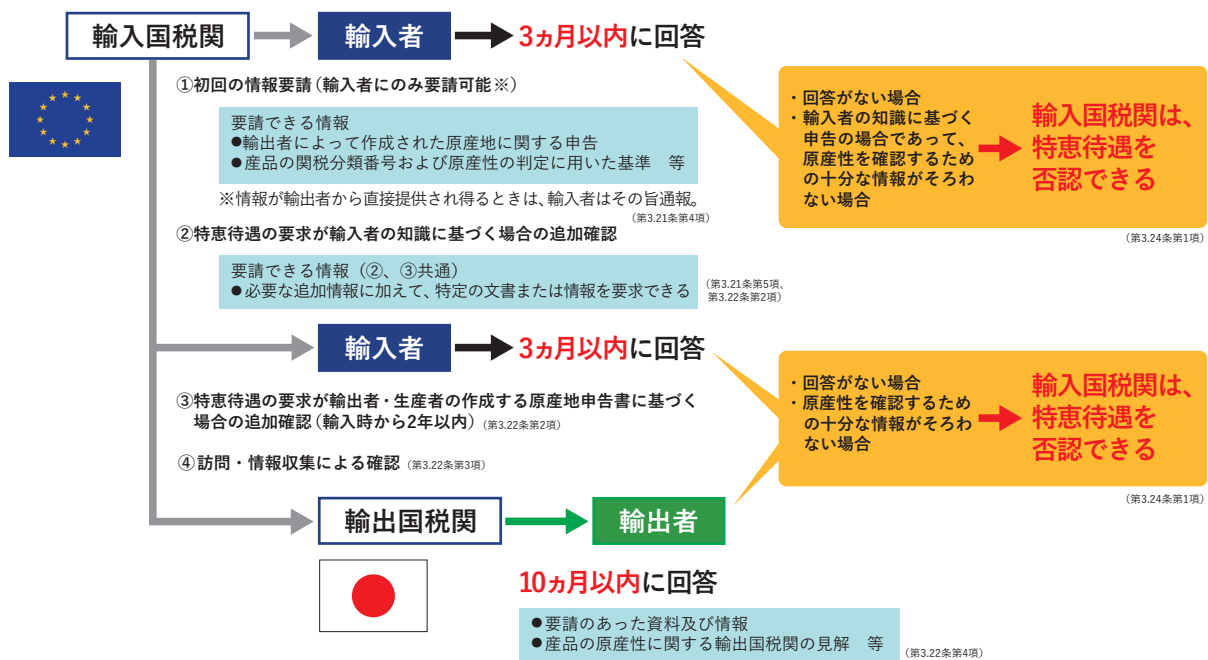 輸入国税関
輸入者
3ヵ月以内に回答
①初回の情報要請(輸入者にのみ要請可能※)
要請できる情報
●輸出者によって作成された原産地に関する申告
●産品の関税分類番号および原産性の判定に用いた基準　等
※情報が輸出者から直接提供され得るときは、輸入者はその旨通報。
(第3.21条第4項)
・回答がない場合
・輸入者の知識に基づく
申告の場合であって、
原産性を確認するため
の十分な情報がそろわ
ない場合
輸入国税関は、
特恵待遇を
否認できる
(第3.24条第1項)
②特恵待遇の要求が輸入者の知識に基づく場合の追加確認
要請できる情報（②、③共通）
●必要な追加情報に加えて、特定の文書または情報を要求できる
(第3.21条第5項、
第3.22条第2項)
輸入者
3ヵ月以内に回答
③特恵待遇の要求が輸出者・生産者の作成する原産地申告書に基づく
場合の追加確認(輸入時から2年以内)(第3.22条第2項)
④訪問・情報収集による確認(第3.22条第3項)
・回答がない場合
・原産性を確認するため
の十分な情報がそろわ
ない場合
輸入国税関は、
特恵待遇を
否認できる
(第3.24条第1項)
輸出国税関
輸出者
10ヵ月以内に回答
●要請のあった資料及び情報
●産品の原産性に関する輸出国税関の見解　等
(第3.22条第4項)